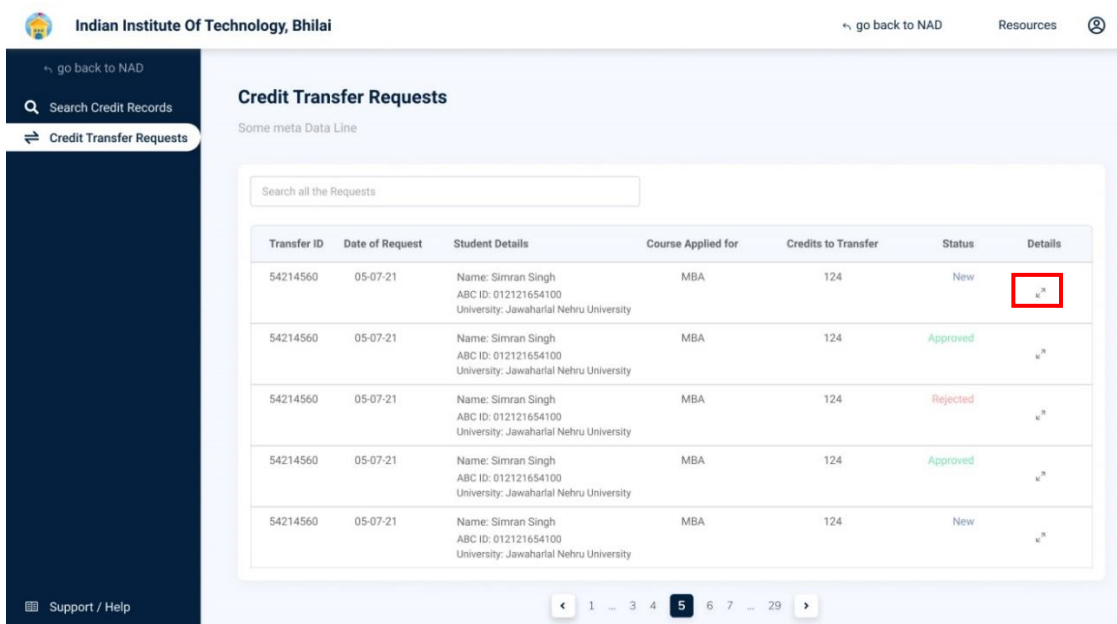 Indian Institute Of Technology, Bhilai
go back to NAD
Resources
go back to NAD
Search Credit Records
Credit Transfer Requests
Support / Help
Credit Transfer Requests
Some meta Data Line
Search all the Requests
Transfer ID Date of Request Student Details Course Applied for Credits to Transfer Status Details
54214560 05-07-21 Name: Simran Singh MBA 124 New
ABC ID: 012121654100
University: Jawaharlal Nehru University
54214560 05-07-21 Name: Simran Singh MBA 124 Approved
ABC ID: 012121654100
University: Jawaharlal Nehru University
54214560 05-07-21 Name: Simran Singh MBA 124 Rejected
ABC ID: 012121654100
University: Jawaharlal Nehru University
54214560 05-07-21 Name: Simran Singh MBA 124 Approved
ABC ID: 012121654100
University: Jawaharlal Nehru University
54214560 05-07-21 Name: Simran Singh MBA 124 New
ABC ID: 012121654100
University: Jawaharlal Nehru University
1 ... 3 4 5 6 7 ... 29